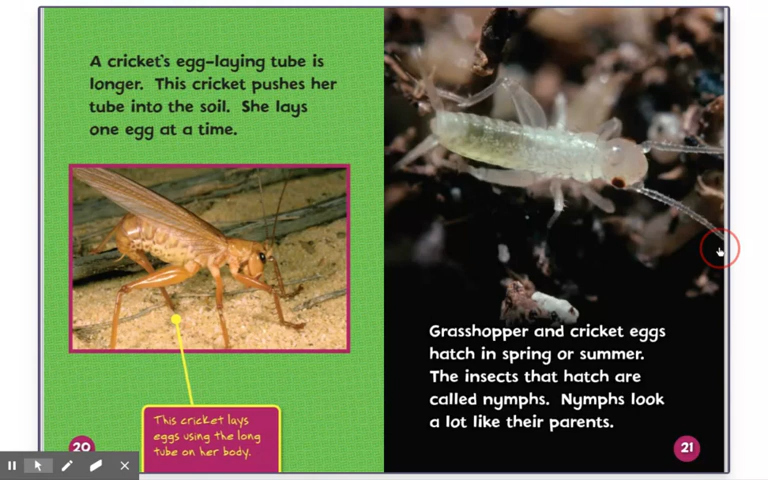 A cricket's egg-laying tube is
longer. This cricket pushes her
tube into the soil. She lays
one egg at a time.
This cricket lays
eggs using the long
tube on her body.
20
Grasshopper and cricket eggs
hatch in spring or summer.
The insects that hatch are
called nymphs. Nymphs look
a lot like their parents.
21